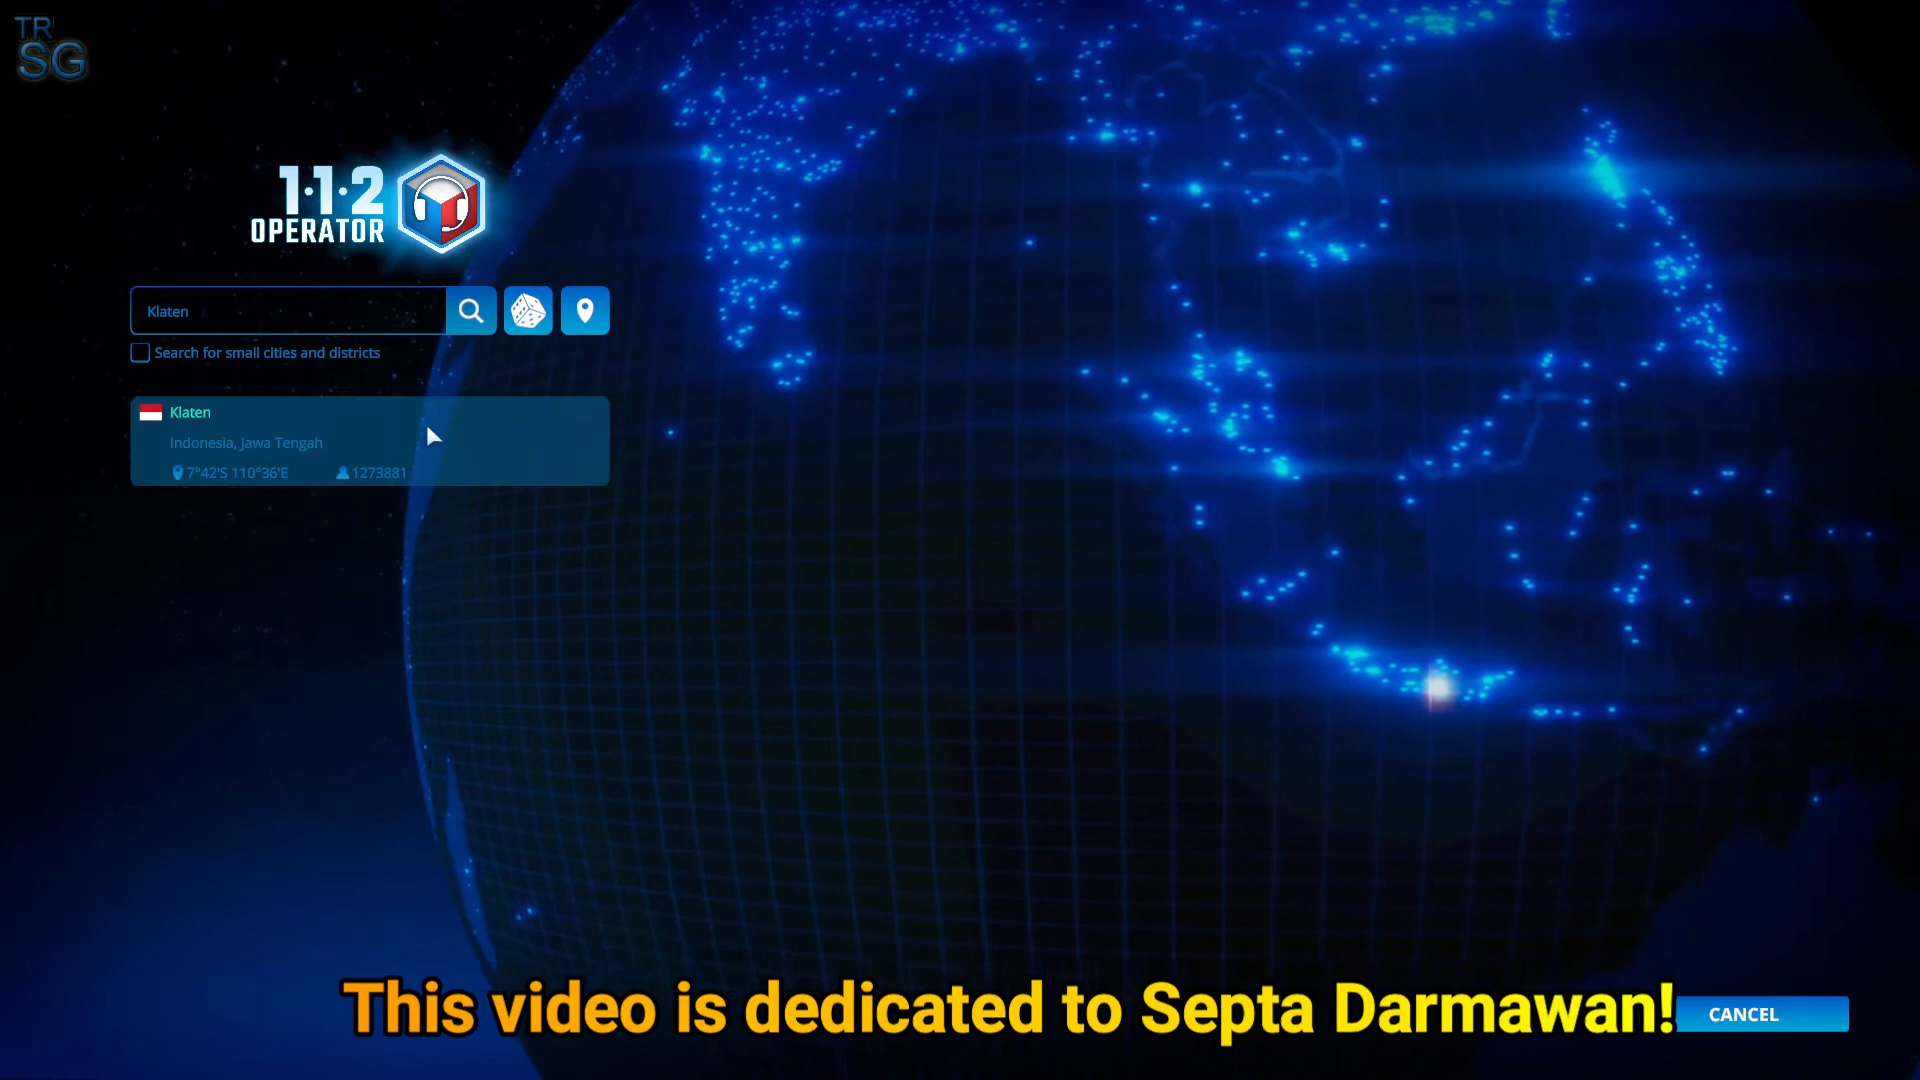 TR
SG
1·1·2
OPERATOR
Klaten
Search for small cities and districts
Klaten
Indonesia, Jawa Tengah
7°42'S 110°36'E 1273881
This video is dedicated to Septa Darmawan!
CANCEL